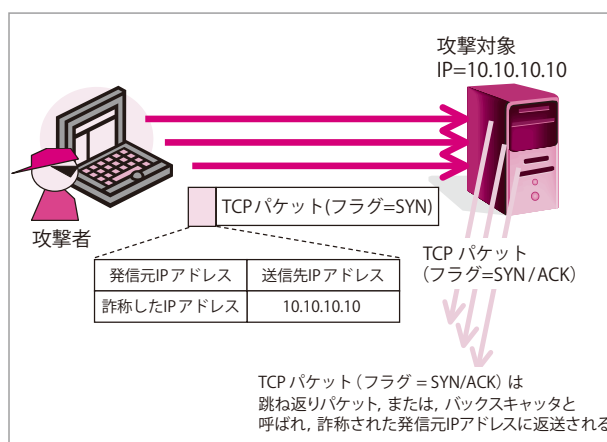 攻撃対象
IP=10.10.10.10
TCPパケット(フラグ=SYN)
攻撃者
TCP パケット
(フラグ=SYN/ACK)
発信元IPアドレス 送信先IPアドレス
詐称したIPアドレス 10.10.10.10
TCP パケット(フラグ = SYN/ACK)は
跳ね返りパケット, または, バックスキャッタと
呼ばれ, 詐称された発信元IPアドレスに返送される